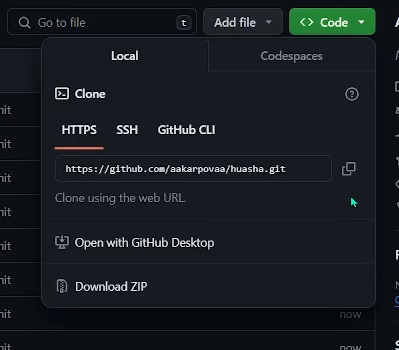 Go to file
t
Add file
Code
Local
Codespaces
Clone
HTTPS
SSH
GitHub CLI
https://github.com/aakarpovaa/huasha.git
Clone using the web URL.
Open with GitHub Desktop
Download ZIP
now